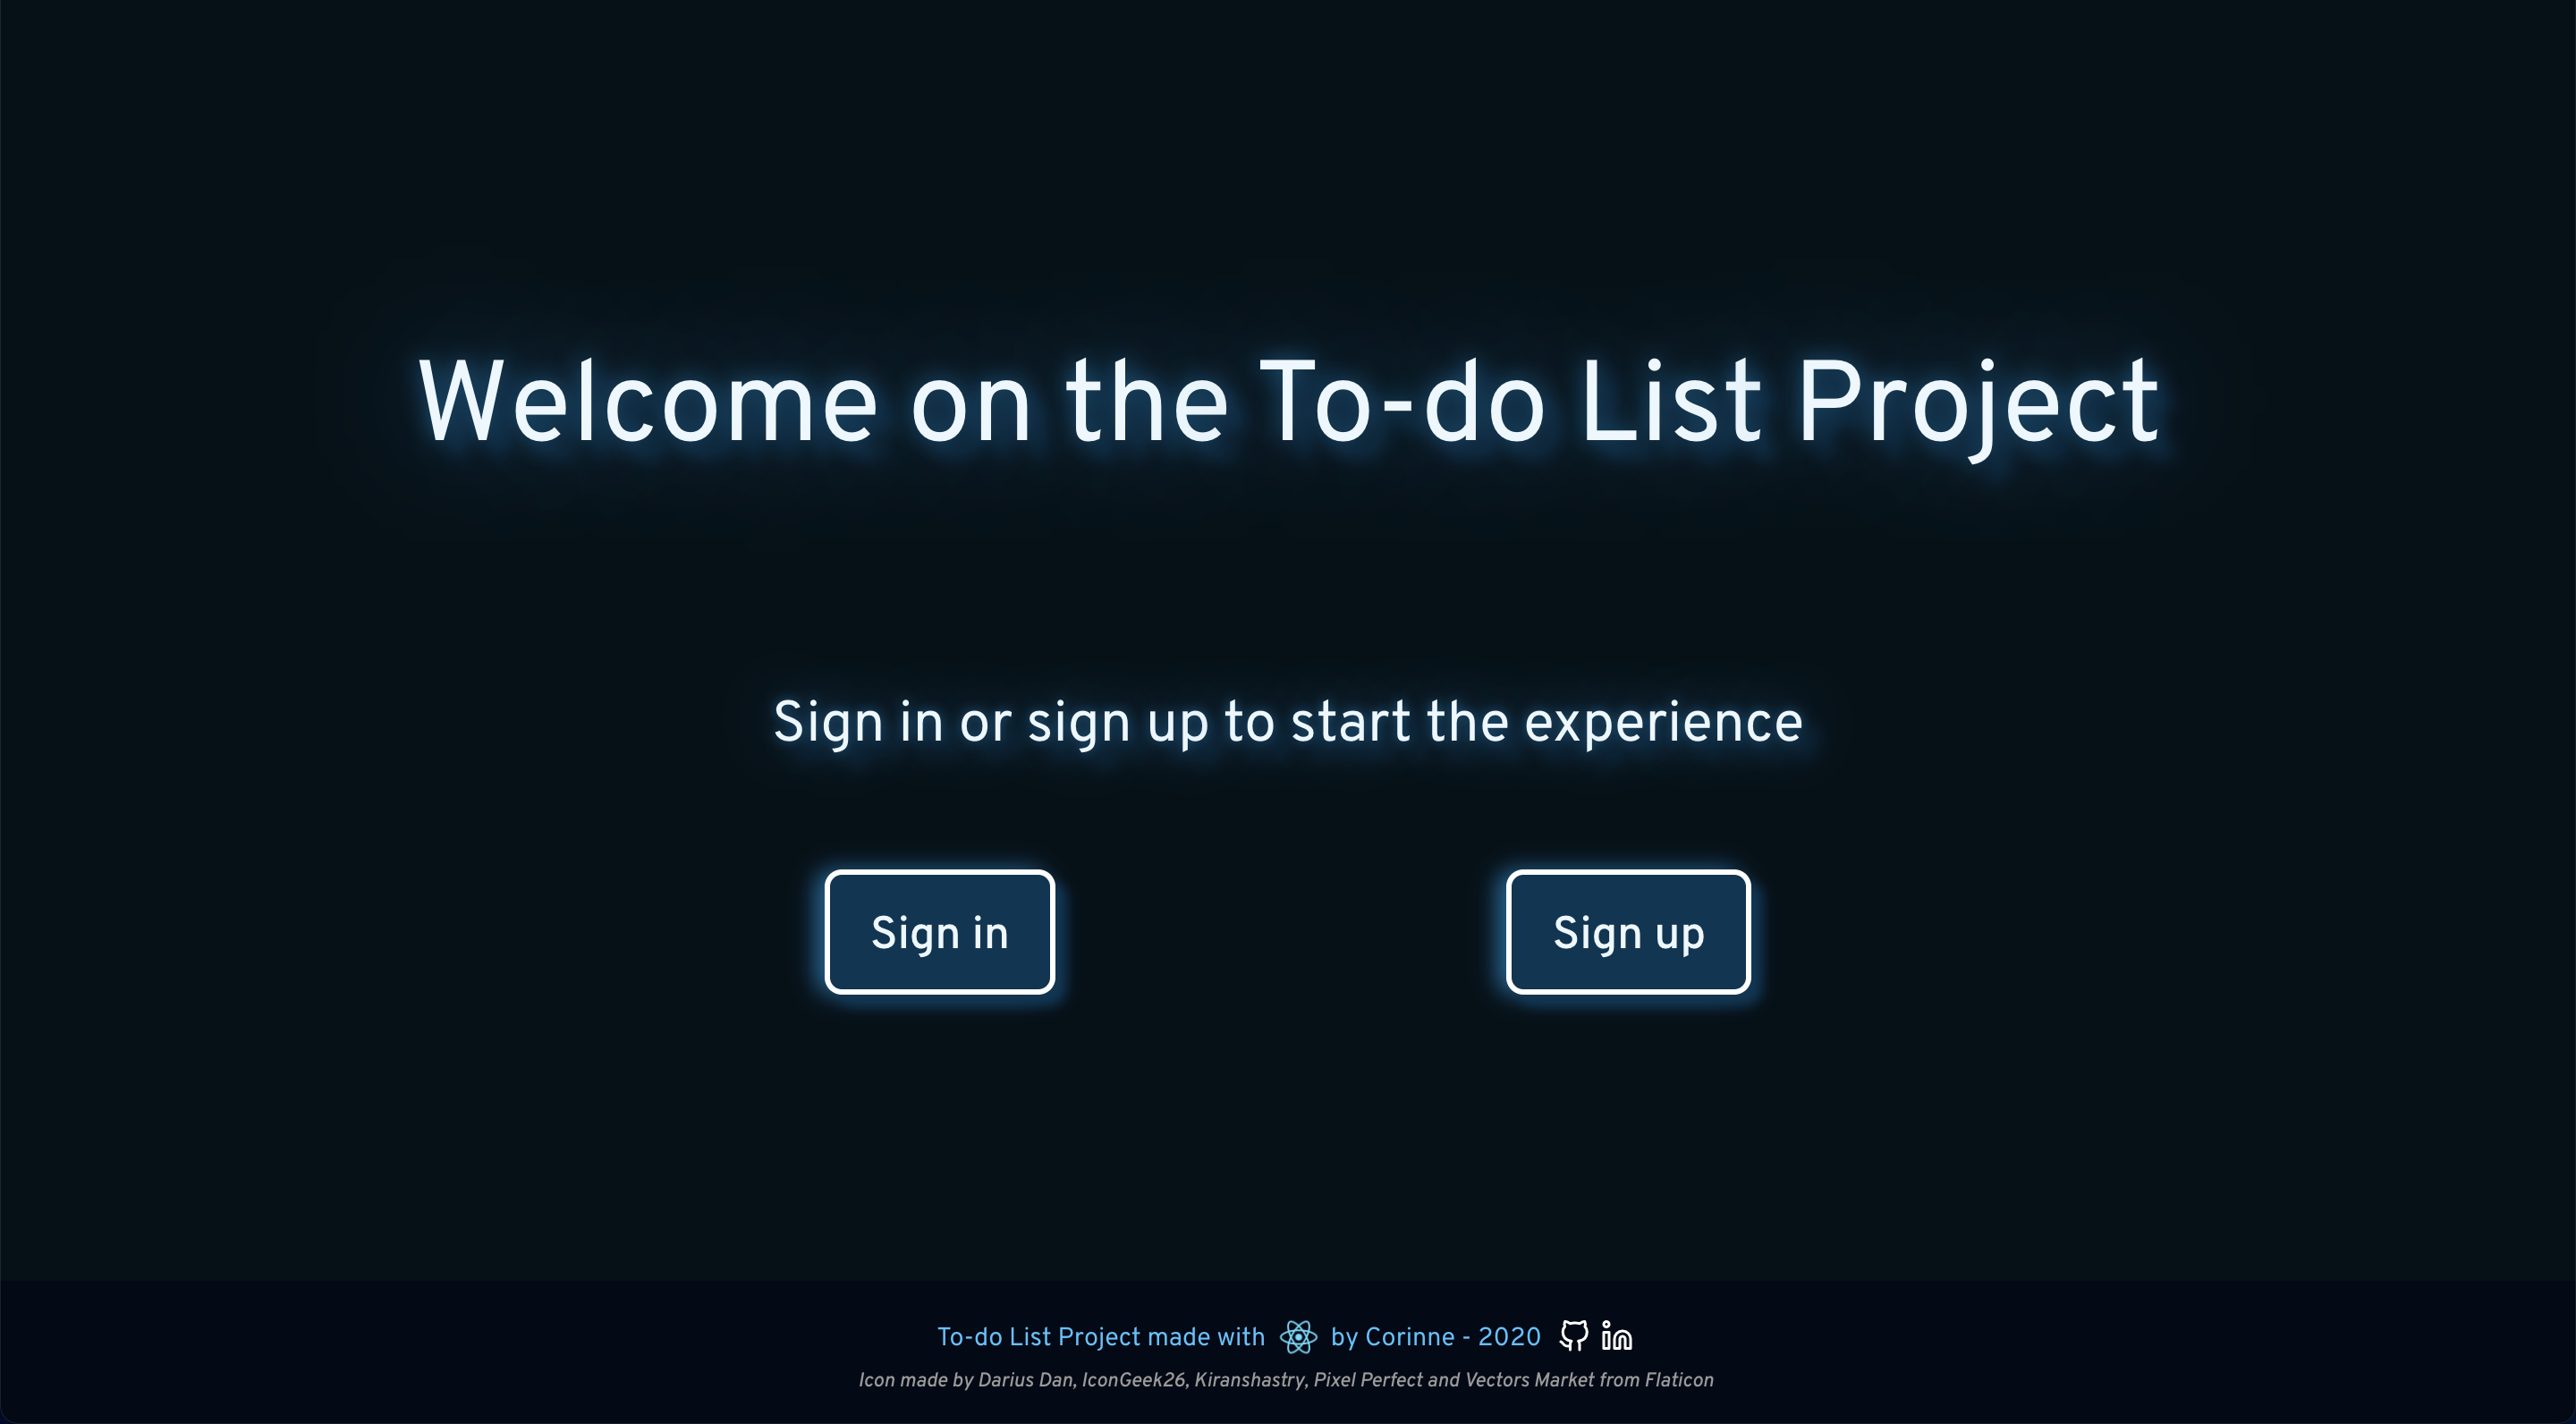 Welcome on the To-do List Project
Sign in or sign up to start the experience
Sign in
Sign up
To-do List Project made with by Corinne - 2020
Icon made by Darius Dan, IconGeek26, Kiranshastry, Pixel Perfect and Vectors Market from Flaticon